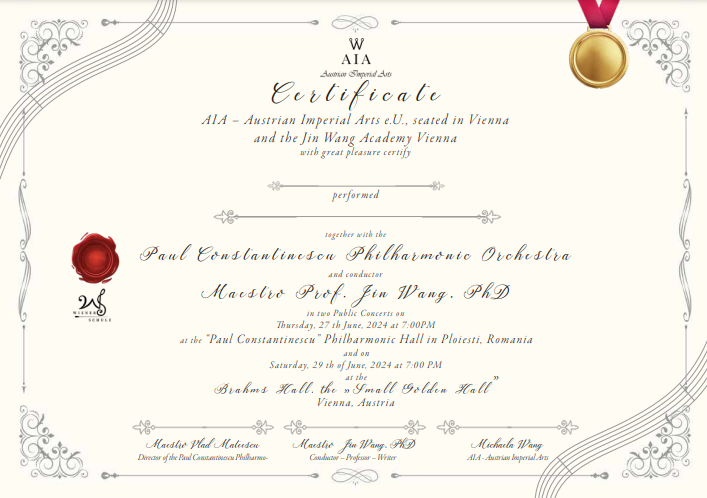 AIA
Austrian Imperial Arts
Certificate
AIA – Austrian Imperial Arts e.U., seated in Vienna
and the Jin Wang Academy Vienna
with great pleasure certify
performed
together with the
Paul Constantinescu Philharmonic Orchestra
and conductor
Maestro Prof. Jin Wang, PhD
in two Public Concerts on
Thursday, 27 th June, 2024 at 7:00PM
at the "Paul Constantinescu" Philharmonic Hall in Ploiesti, Romania
and on
Saturday, 29 th of June, 2024 at 7:00 PM
at the
Brahms Hall, the „Small Golden Hall”
Vienna, Austria
WIENER
SCHULE
Maestro Vlad Mateescu
Director of the Paul Constantinescu Philharmo-
Maestro Jin Wang, PhD
Conductor – Professor – Writer
Michaela Wang
AIA - Austrian Imperial Arts